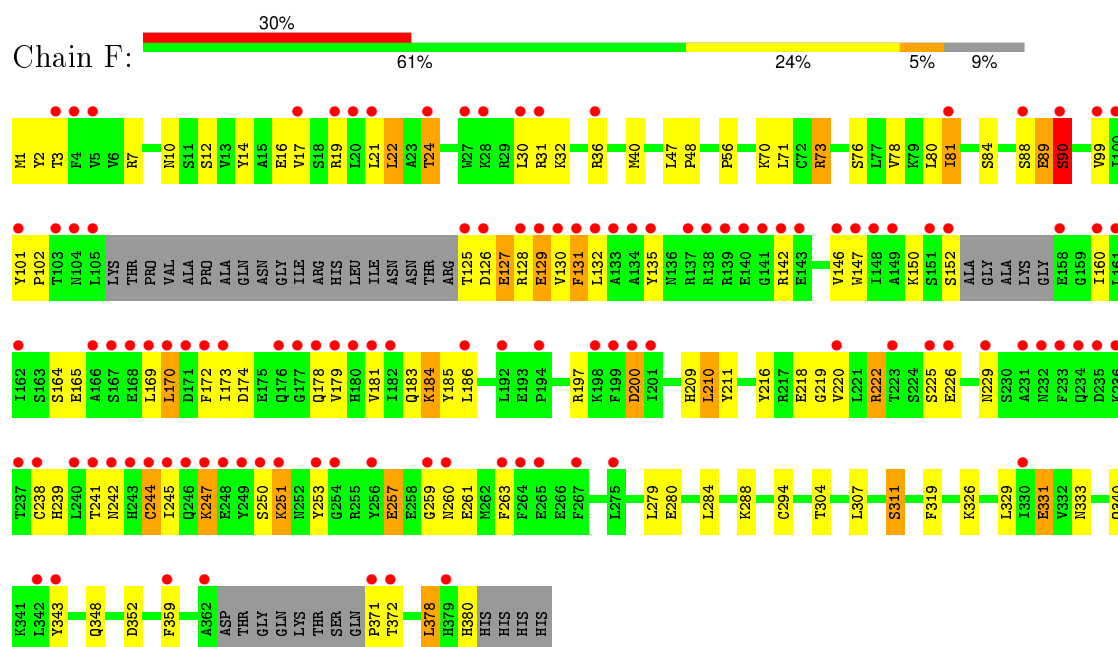 30%
Chain F:
61% 24% 5% 9%
M1 Y2 T3 F4 V5 V6 R7 N10 S11 S12 V13 Y14 A15 E16 V17 S18 R19 L20 L21 L22 A23 T24 W27 K28 R29 L30 R31 K32 R36 M40 L47 P48 P56 K70 L71 C72 R73 S76 L77 V78 K79 L80 I81 S84 S88 E89 S90 V99
Y101 P102 T103 N104 L105 LYS THR PRO VAL ALA PRO ALA GLN ASN GLY ILE ARG HIS LEU ILE ASN ASN THR ARG T125 D126 E127 R128 E129 V130 F131 L132 A133 A134 Y135 N136 R137 R138 R139 E140 G141 R142 E143 V146 W147 I148 A149 K150 S151 S152 ALA GLY ALA LYS GLY E158 G159 I160
I162 S163 S164 E165 A166 S167 E168 L169 L170 D171 F172 I173 D174 E175 Q176 G177 Q178 V179 H180 V181 I182 Q183 K184 Y185 L186 L192 E193 P194 R197 K198 F199 D200 I201 H209 L210 Y211 Y216 R217 E218 G219 V220 L221 R222 T223 S224 S225 E226 N229 S230 A231 N232 F233 Q234 D235 K236
T237 C238 H239 L240 T241 N242 H243 C244 I245 Q246 K247 E248 Y249 S250 K251 N252 Y253 G254 R255 Y256 E257 E258 G259 N260 E261 M262 F263 F264 E265 E266 F267 L275 L279 E280 L284 K288 C294 T304 L307 S311 F319 K326 L329 I330 E331 V332 N333
K341 L342 Y343 Q348 D352 F359 A362 ASP THR GLY GLN LYS THR SER GLN P371 T372 L378 H379 H380 HIS HIS HIS HIS